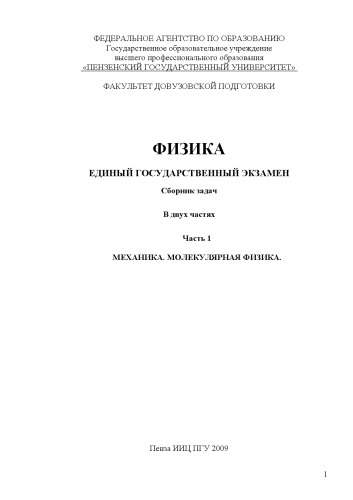 ФЕДЕРАЛЬНОЕ АГЕНТСТВО ПО ОБРАЗОВАНИЮ
Государственное образовательное учреждение
высшего профессионального образования
«ПЕНЗЕНСКИЙ ГОСУДАРСТВЕННЫЙ УНИВЕРСИТЕТ»
ФАКУЛЬТЕТ ДОВУЗОВСКОЙ ПОДГОТОВКИ
ФИЗИКА
ЕДИНЫЙ ГОСУДАРСТВЕННЫЙ ЭКЗАМЕН
Сборник задач
В двух частях
Часть 1
МЕХАНИКА. МОЛЕКУЛЯРНАЯ ФИЗИКА.
Пенза ИИЦ ПГУ 2009
1